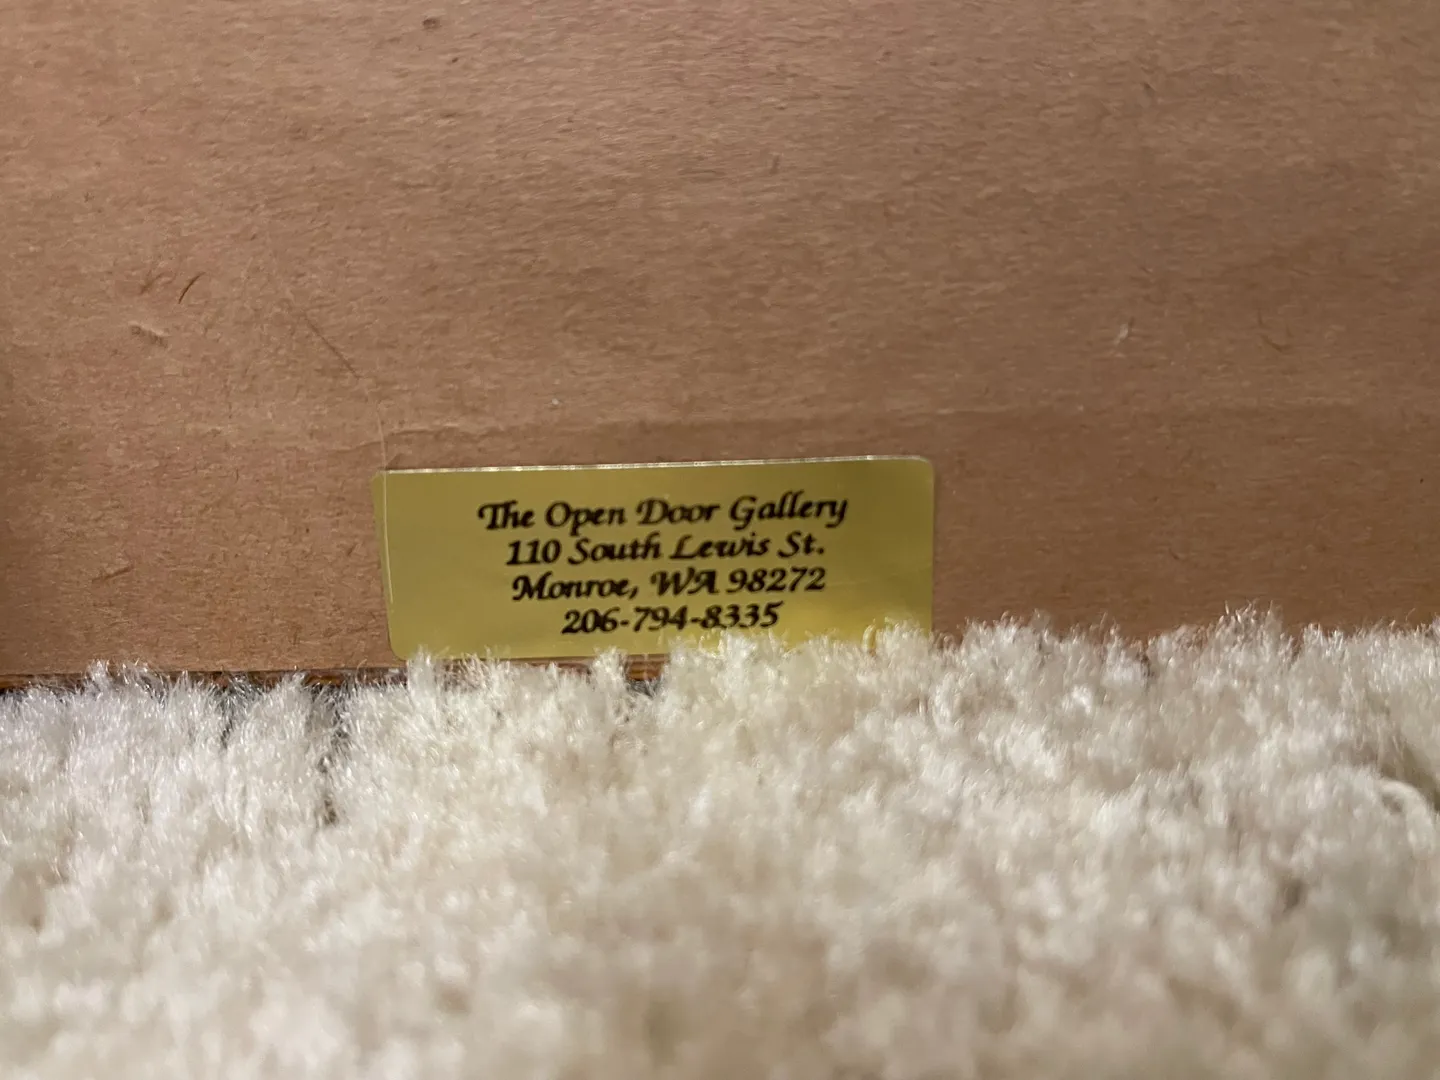 The Open Door Gallery
110 South Lewis St.
Monroe, WA 98272
206-794-8335